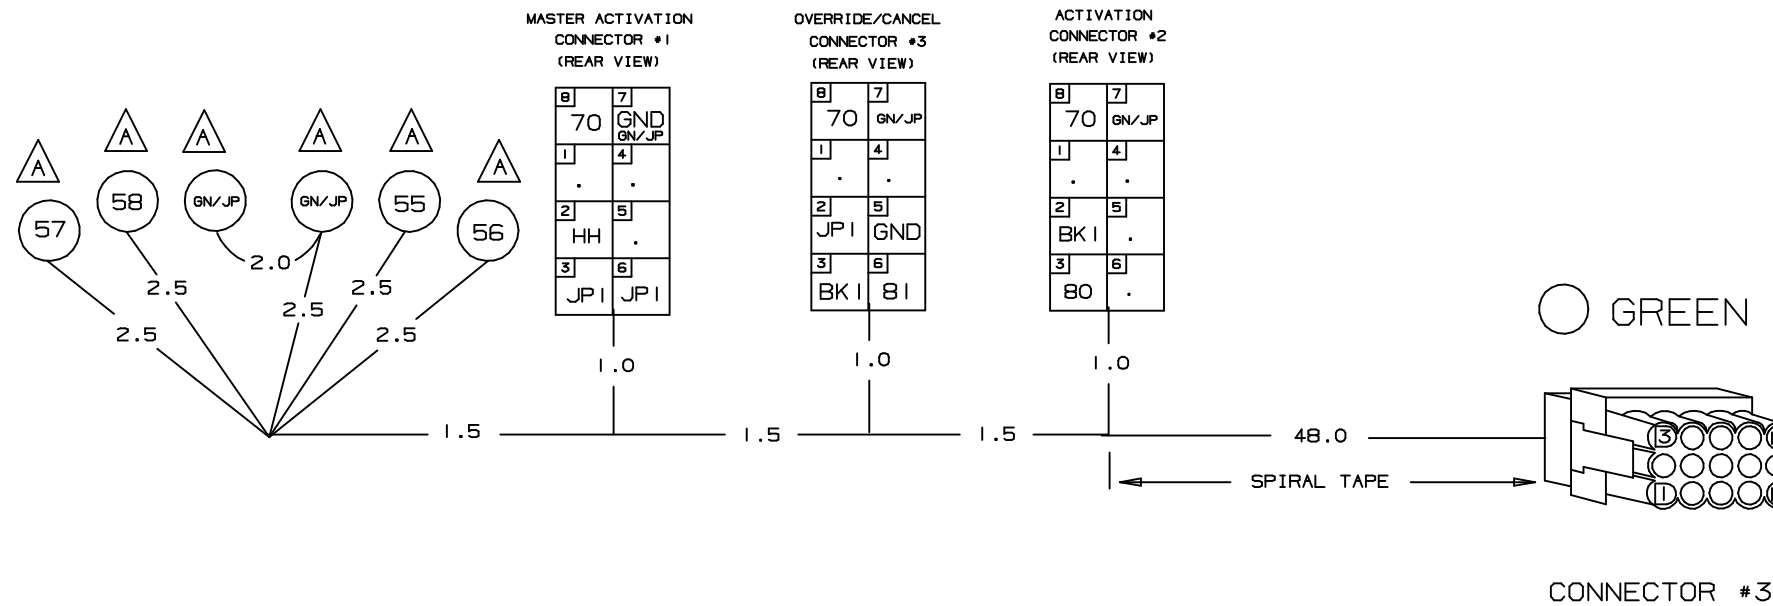 MASTER ACTIVATION
CONNECTOR #1
(REAR VIEW)
OVERRIDE/CANCEL
CONNECTOR #3
(REAR VIEW)
ACTIVATION
CONNECTOR #2
(REAR VIEW)
8 7
70 GND
GN/JP
1 4
. .
2 5
HH .
3 6
JP1 JP1
8 7
70 GN/JP
1 4
. .
2 5
JP1 GND
3 6
BK1 81
8 7
70 GN/JP
1 4
. .
2 5
BK1 .
3 6
80 .
A A A A A A
57 58 GN/JP GN/JP 55 56
2.0
2.5 2.5 2.5
2.5 2.5
1.0 1.0 1.0
1.5 1.5 1.5 48.0
SPIRAL TAPE
GREEN
3
1
CONNECTOR #3